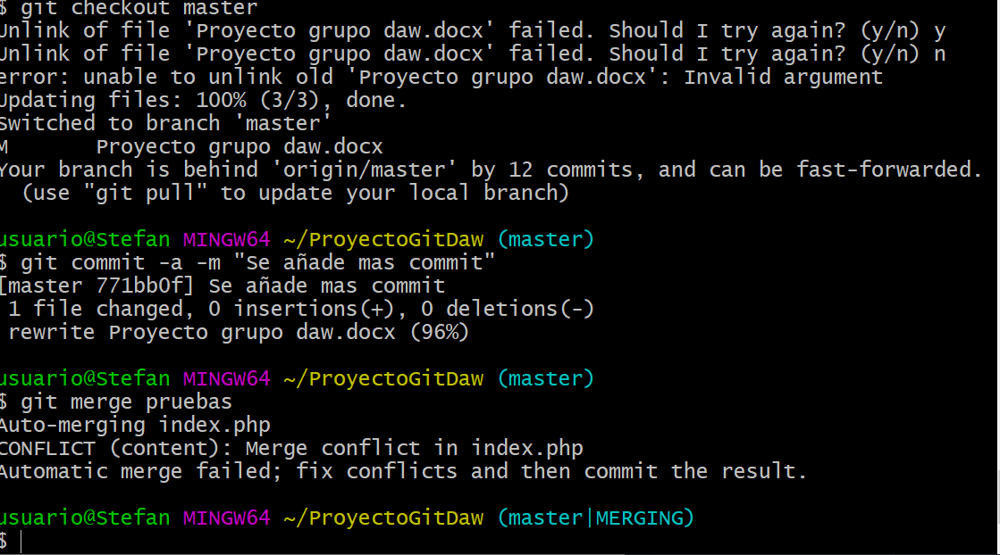 $ git checkout master
Unlink of file 'Proyecto grupo daw.docx' failed. Should I try again? (y/n) y
Unlink of file 'Proyecto grupo daw.docx' failed. Should I try again? (y/n) n
error: unable to unlink old 'Proyecto grupo daw.docx': Invalid argument
Updating files: 100% (3/3), done.
Switched to branch 'master'
M       Proyecto grupo daw.docx
Your branch is behind 'origin/master' by 12 commits, and can be fast-forwarded.
  (use "git pull" to update your local branch)
usuario@Stefan MINGW64 ~/ProyectoGitDaw (master)
$ git commit -a -m "Se añade mas commit"
[master 771bb0f] Se añade mas commit
 1 file changed, 0 insertions(+), 0 deletions(-)
 rewrite Proyecto grupo daw.docx (96%)
usuario@Stefan MINGW64 ~/ProyectoGitDaw (master)
$ git merge pruebas
Auto-merging index.php
CONFLICT (content): Merge conflict in index.php
Automatic merge failed; fix conflicts and then commit the result.
usuario@Stefan MINGW64 ~/ProyectoGitDaw (master|MERGING)
$